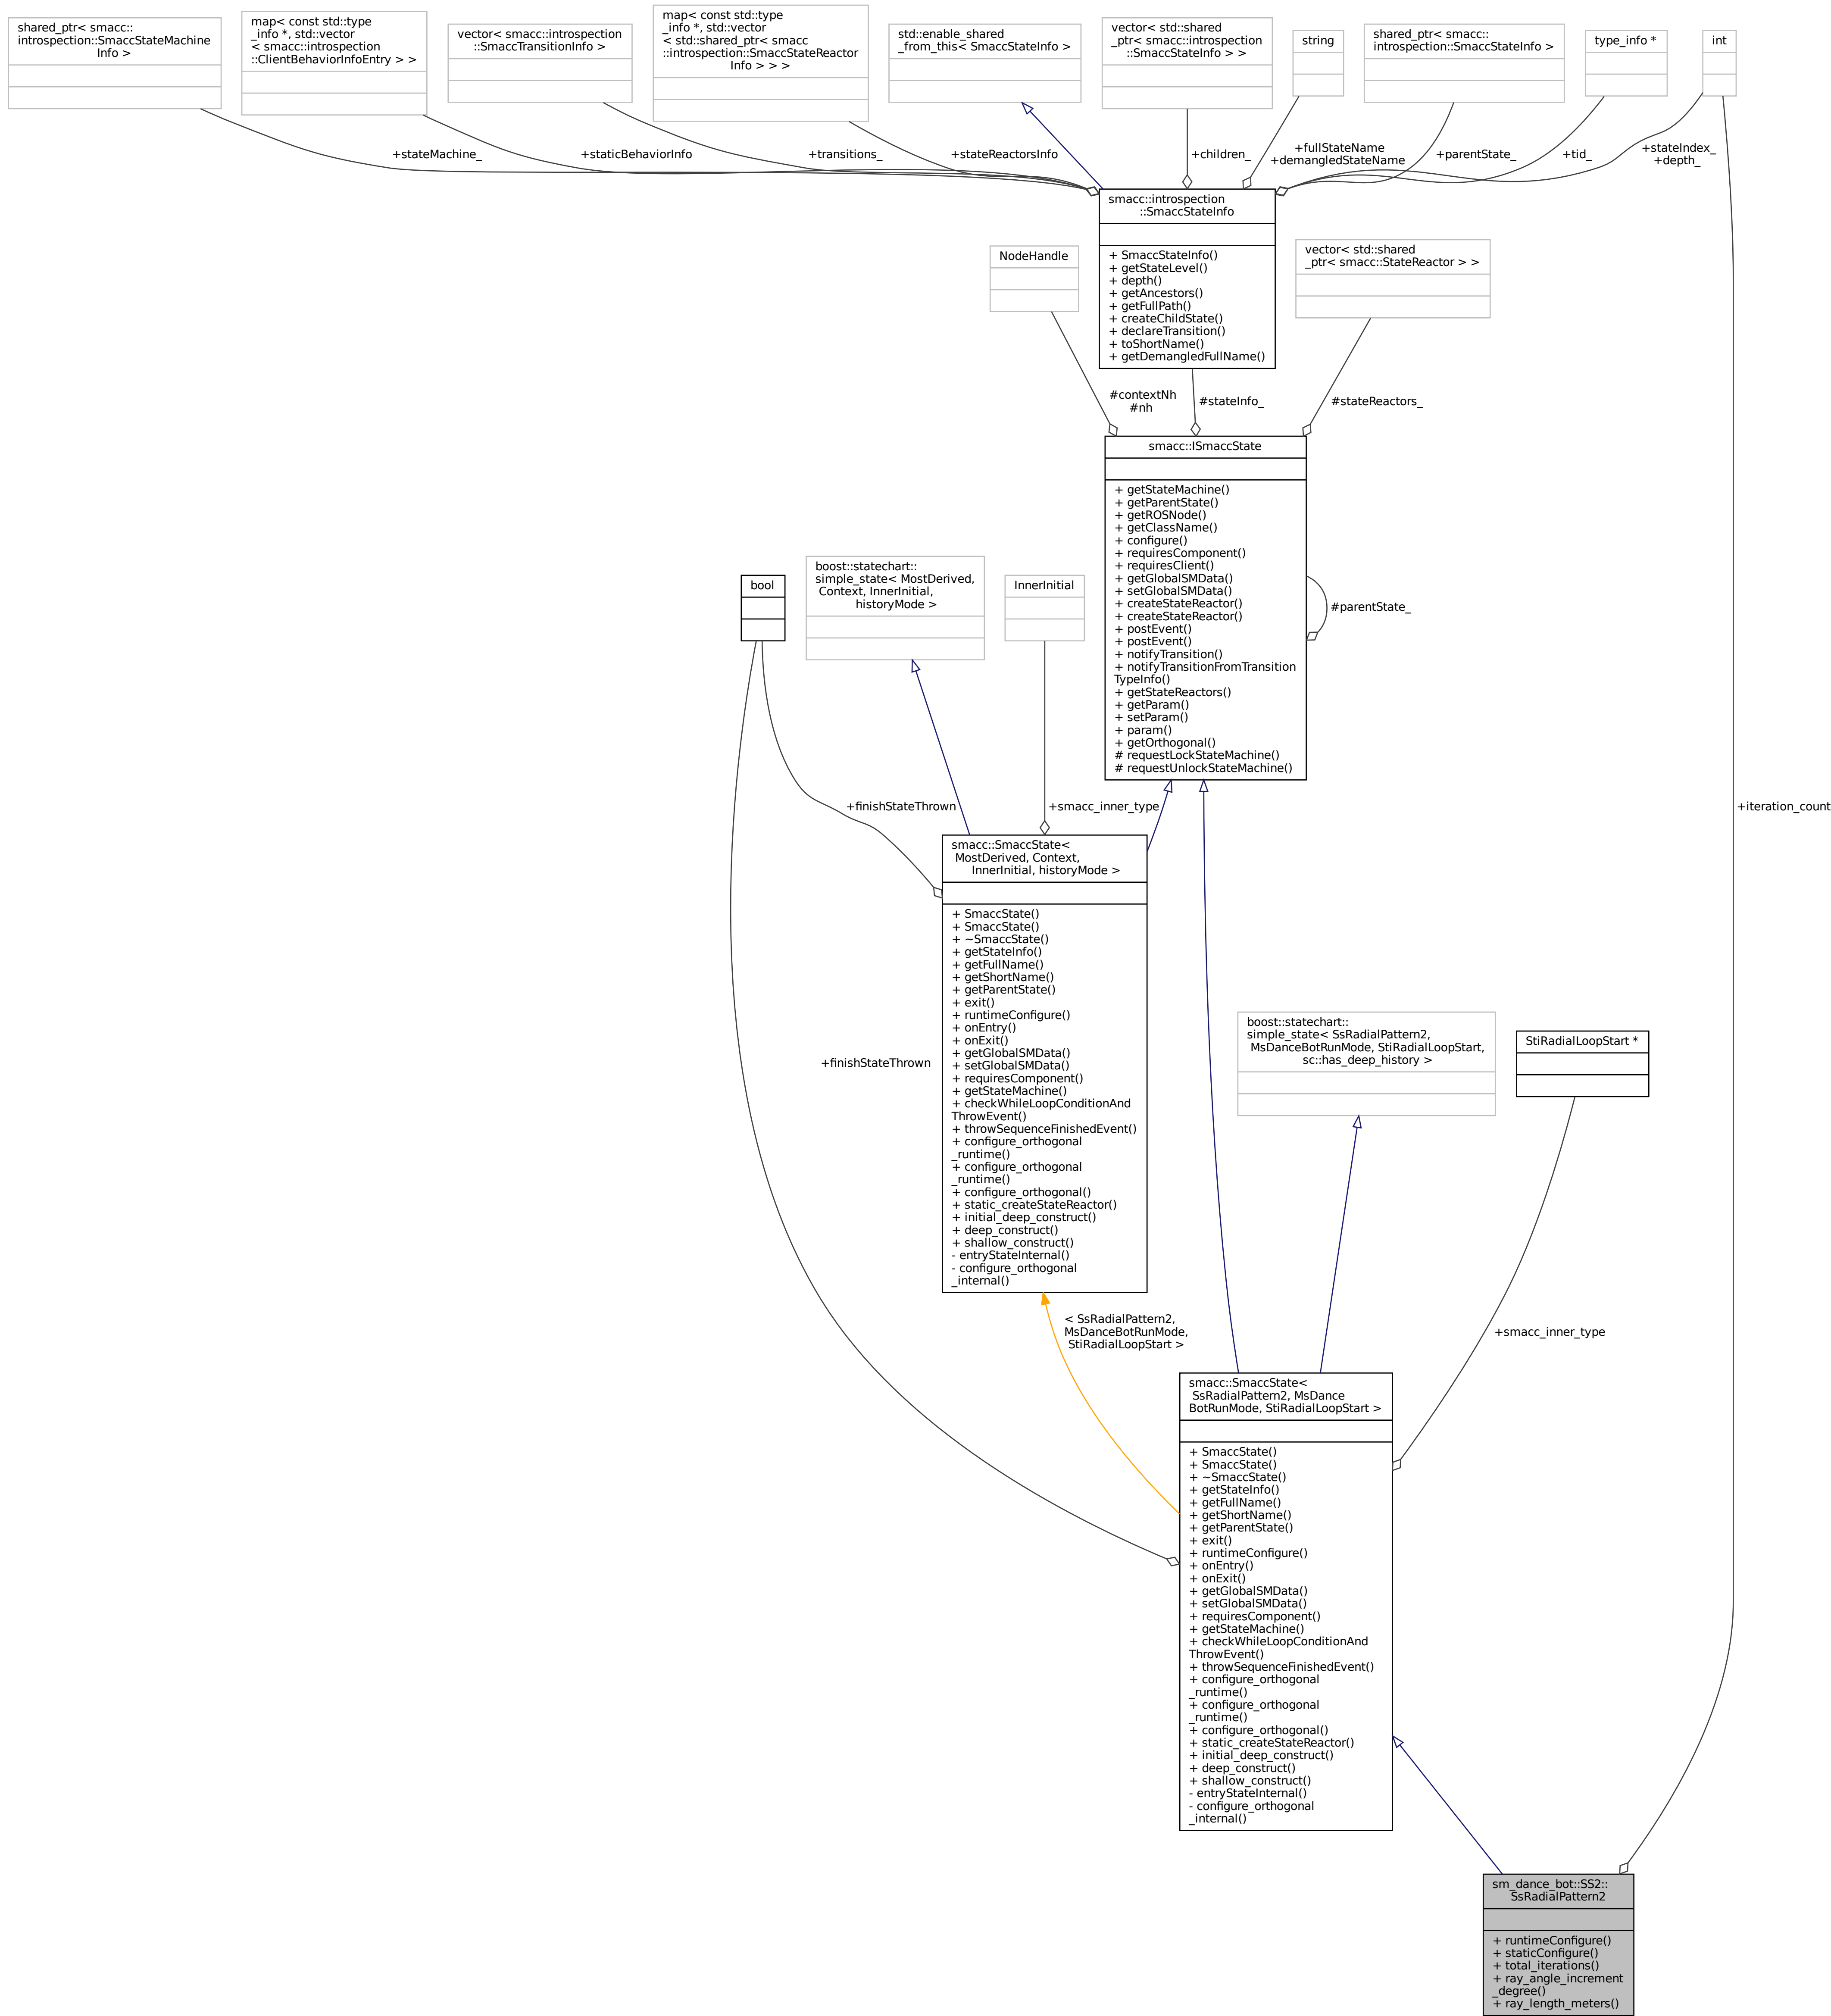 shared_ptr< smacc::
introspection::SmaccStateMachine
Info >
map< const std::type
_info *, std::vector
< smacc::introspection
::ClientBehaviorInfoEntry > >
vector< smacc::introspection
::SmaccTransitionInfo >
map< const std::type
_info *, std::vector
< std::shared_ptr< smacc
::introspection::SmaccStateReactor
Info > > >
std::enable_shared
_from_this< SmaccStateInfo >
vector< std::shared
_ptr< smacc::introspection
::SmaccStateInfo > >
string
shared_ptr< smacc::
introspection::SmaccStateInfo >
type_info *
int
+stateMachine_
+staticBehaviorInfo
+transitions_
+stateReactorsInfo
+children_
+fullStateName
+demangledStateName
+parentState_
+tid_
+stateIndex_
+depth_
smacc::introspection
::SmaccStateInfo
+ SmaccStateInfo()
+ getStateLevel()
+ depth()
+ getAncestors()
+ getFullPath()
+ createChildState()
+ declareTransition()
+ toShortName()
+ getDemangledFullName()
NodeHandle
vector< std::shared
_ptr< smacc::StateReactor > >
#contextNh
#nh
#stateInfo_
#stateReactors_
smacc::ISmaccState
+ getStateMachine()
+ getParentState()
+ getROSNode()
+ getClassName()
+ configure()
+ requiresComponent()
+ requiresClient()
+ getGlobalSMData()
+ setGlobalSMData()
+ createStateReactor()
+ createStateReactor()
+ postEvent()
+ postEvent()
+ notifyTransition()
+ notifyTransitionFromTransition
TypeInfo()
+ getStateReactors()
+ getParam()
+ setParam()
+ param()
+ getOrthogonal()
# requestLockStateMachine()
# requestUnlockStateMachine()
#parentState_
bool
boost::statechart::
simple_state< MostDerived,
Context, InnerInitial,
historyMode >
InnerInitial
+finishStateThrown
+smacc_inner_type
+iteration_count
smacc::SmaccState<
MostDerived, Context,
InnerInitial, historyMode >
+ SmaccState()
+ SmaccState()
+ ~SmaccState()
+ getStateInfo()
+ getFullName()
+ getShortName()
+ getParentState()
+ exit()
+ runtimeConfigure()
+ onEntry()
+ onExit()
+ getGlobalSMData()
+ setGlobalSMData()
+ requiresComponent()
+ getStateMachine()
+ checkWhileLoopConditionAnd
ThrowEvent()
+ throwSequenceFinishedEvent()
+ configure_orthogonal
_runtime()
+ configure_orthogonal
_runtime()
+ configure_orthogonal()
+ static_createStateReactor()
+ initial_deep_construct()
+ deep_construct()
+ shallow_construct()
- entryStateInternal()
- configure_orthogonal
_internal()
+finishStateThrown
boost::statechart::
simple_state< SsRadialPattern2,
MsDanceBotRunMode, StiRadialLoopStart,
sc::has_deep_history >
StiRadialLoopStart *
< SsRadialPattern2,
MsDanceBotRunMode,
StiRadialLoopStart >
+smacc_inner_type
smacc::SmaccState<
SsRadialPattern2, MsDance
BotRunMode, StiRadialLoopStart >
+ SmaccState()
+ SmaccState()
+ ~SmaccState()
+ getStateInfo()
+ getFullName()
+ getShortName()
+ getParentState()
+ exit()
+ runtimeConfigure()
+ onEntry()
+ onExit()
+ getGlobalSMData()
+ setGlobalSMData()
+ requiresComponent()
+ getStateMachine()
+ checkWhileLoopConditionAnd
ThrowEvent()
+ throwSequenceFinishedEvent()
+ configure_orthogonal
_runtime()
+ configure_orthogonal
_runtime()
+ configure_orthogonal()
+ static_createStateReactor()
+ initial_deep_construct()
+ deep_construct()
+ shallow_construct()
- entryStateInternal()
- configure_orthogonal
_internal()
sm_dance_bot::SS2::
SsRadialPattern2
+ runtimeConfigure()
+ staticConfigure()
+ total_iterations()
+ ray_angle_increment
_degree()
+ ray_length_meters()